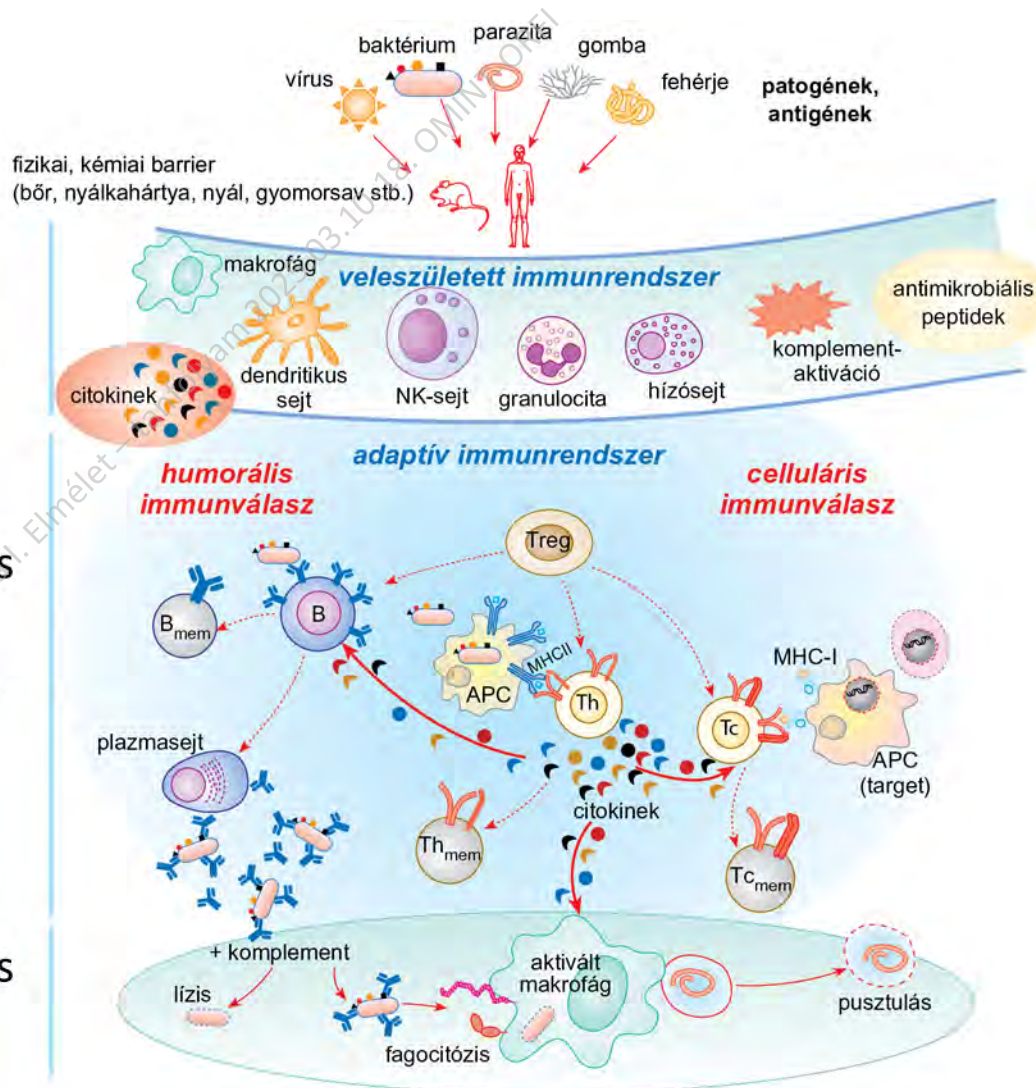 parazita
baktérium
gomba
vírus
fehérje
patogének,
antigének
fizikai, kémiai barrier
(bőr, nyálkahártya, nyál, gyomorsav stb.)
makrofág
veleszületett immunrendszer
antimikrobiális
peptidek
citokinek
dendritikus
sejt
NK-sejt
granulocita
hízósejt
komplement-
aktiváció
adaptív immunrendszer
humorális
immunválasz
celluláris
immunválasz
Treg
s
B
Bmem
MHCII
APC
Th
MHC-I
Tc
APC
(target)
plazmasejt
citokinek
Thmem
Tcmem
+ komplement
s
aktivált
makrofág
lízis
fagocitózis
pusztulás